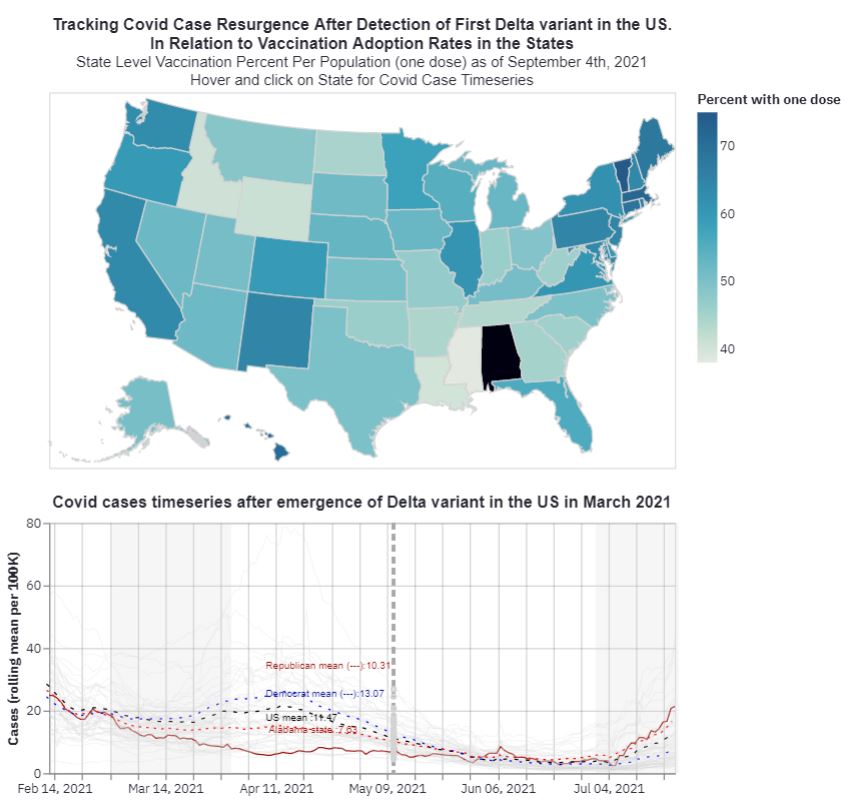 Tracking Covid Case Resurgence After Detection of First Delta variant in the US.
In Relation to Vaccination Adoption Rates in the States
State Level Vaccination Percent Per Population (one dose) as of September 4th, 2021
Hover and click on State for Covid Case Timeseries
Percent with one dose
70
60
50
40
Covid cases timeseries after emergence of Delta variant in the US in March 2021
Cases (rolling mean per 100K)
80
60
40
20
0
Republican mean (---):10.31
Democrat mean (---):13.07
US mean :11.47
Alabama state:
Feb 14, 2021
Mar 14, 2021
Apr 11, 2021
May 09, 2021
Jun 06, 2021
Jul 04, 2021